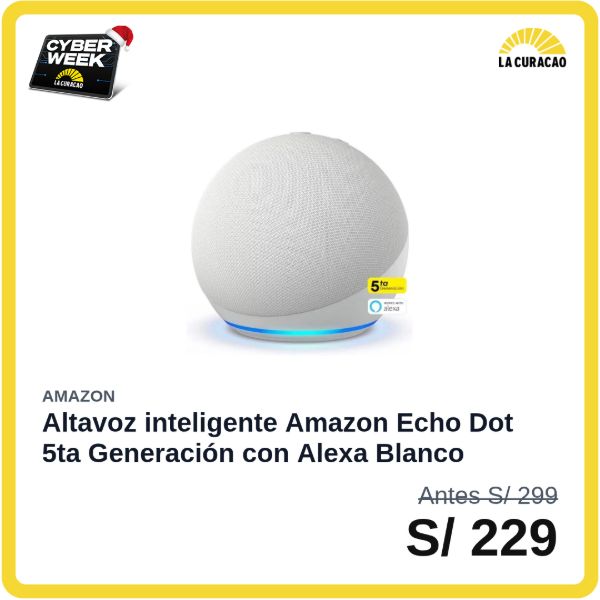 CYBER
WEEK
LA CURACAO
LA CURACAO
5ta
alexa
AMAZON
Altavoz inteligente Amazon Echo Dot
5ta Generación con Alexa Blanco
Antes S/ 299
S/ 229